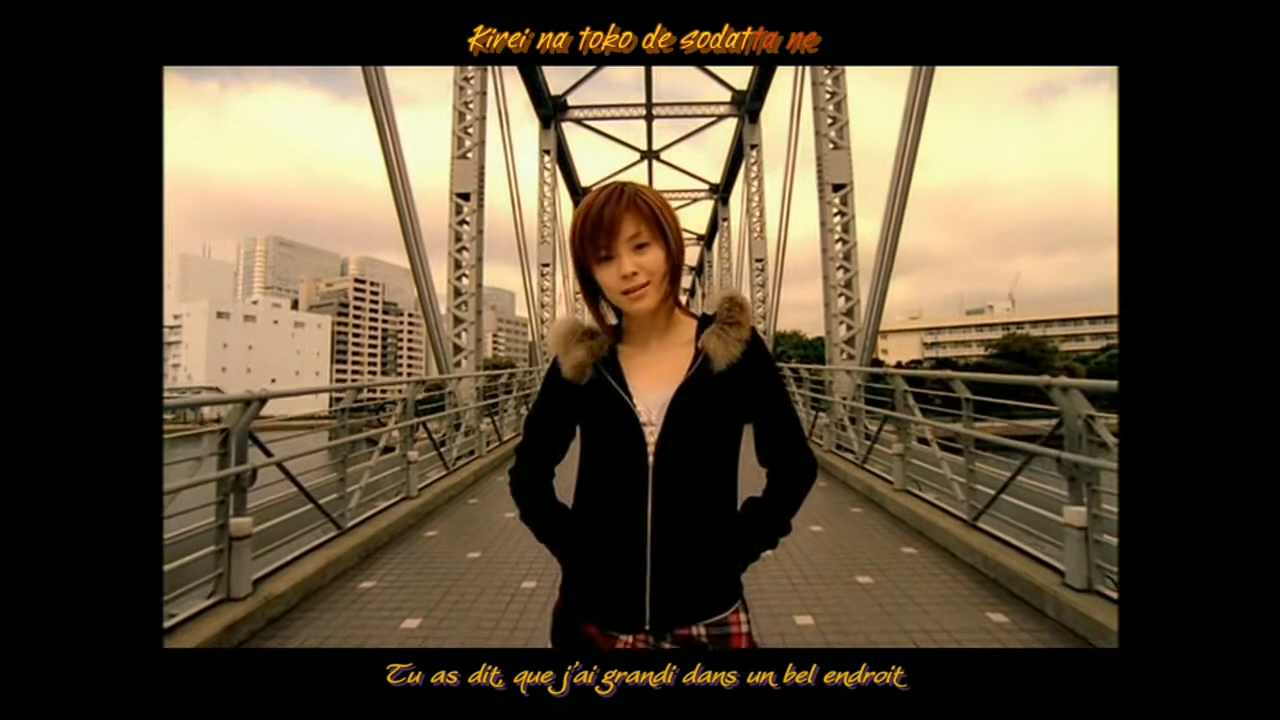 Kirei na toko de sodatta ne
Tu as dit, que j'ai grandi dans un bel endroit